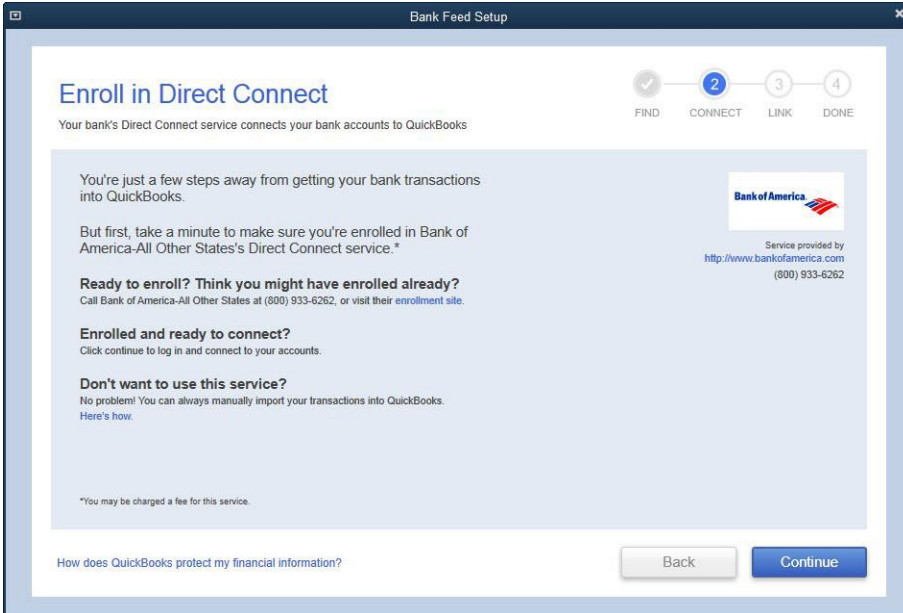 Bank Feed Setup
Enroll in Direct Connect
Your bank's Direct Connect service connects your bank accounts to QuickBooks
2 3 4
FIND CONNECT LINK DONE
You're just a few steps away from getting your bank transactions
into QuickBooks.
But first, take a minute to make sure you're enrolled in Bank of
America-All Other States's Direct Connect service.*
Ready to enroll? Think you might have enrolled already?
Call Bank of America-All Other States at (800) 933-6262, or visit their enrollment site.
Enrolled and ready to connect?
Click continue to log in and connect to your accounts.
Don't want to use this service?
No problem! You can always manually import your transactions into QuickBooks.
Here's how.
*You may be charged a fee for this service.
Bank of America
Service provided by
http://www.bankofamerica.com
(800) 933-6262
How does QuickBooks protect my financial information?
Back
Continue